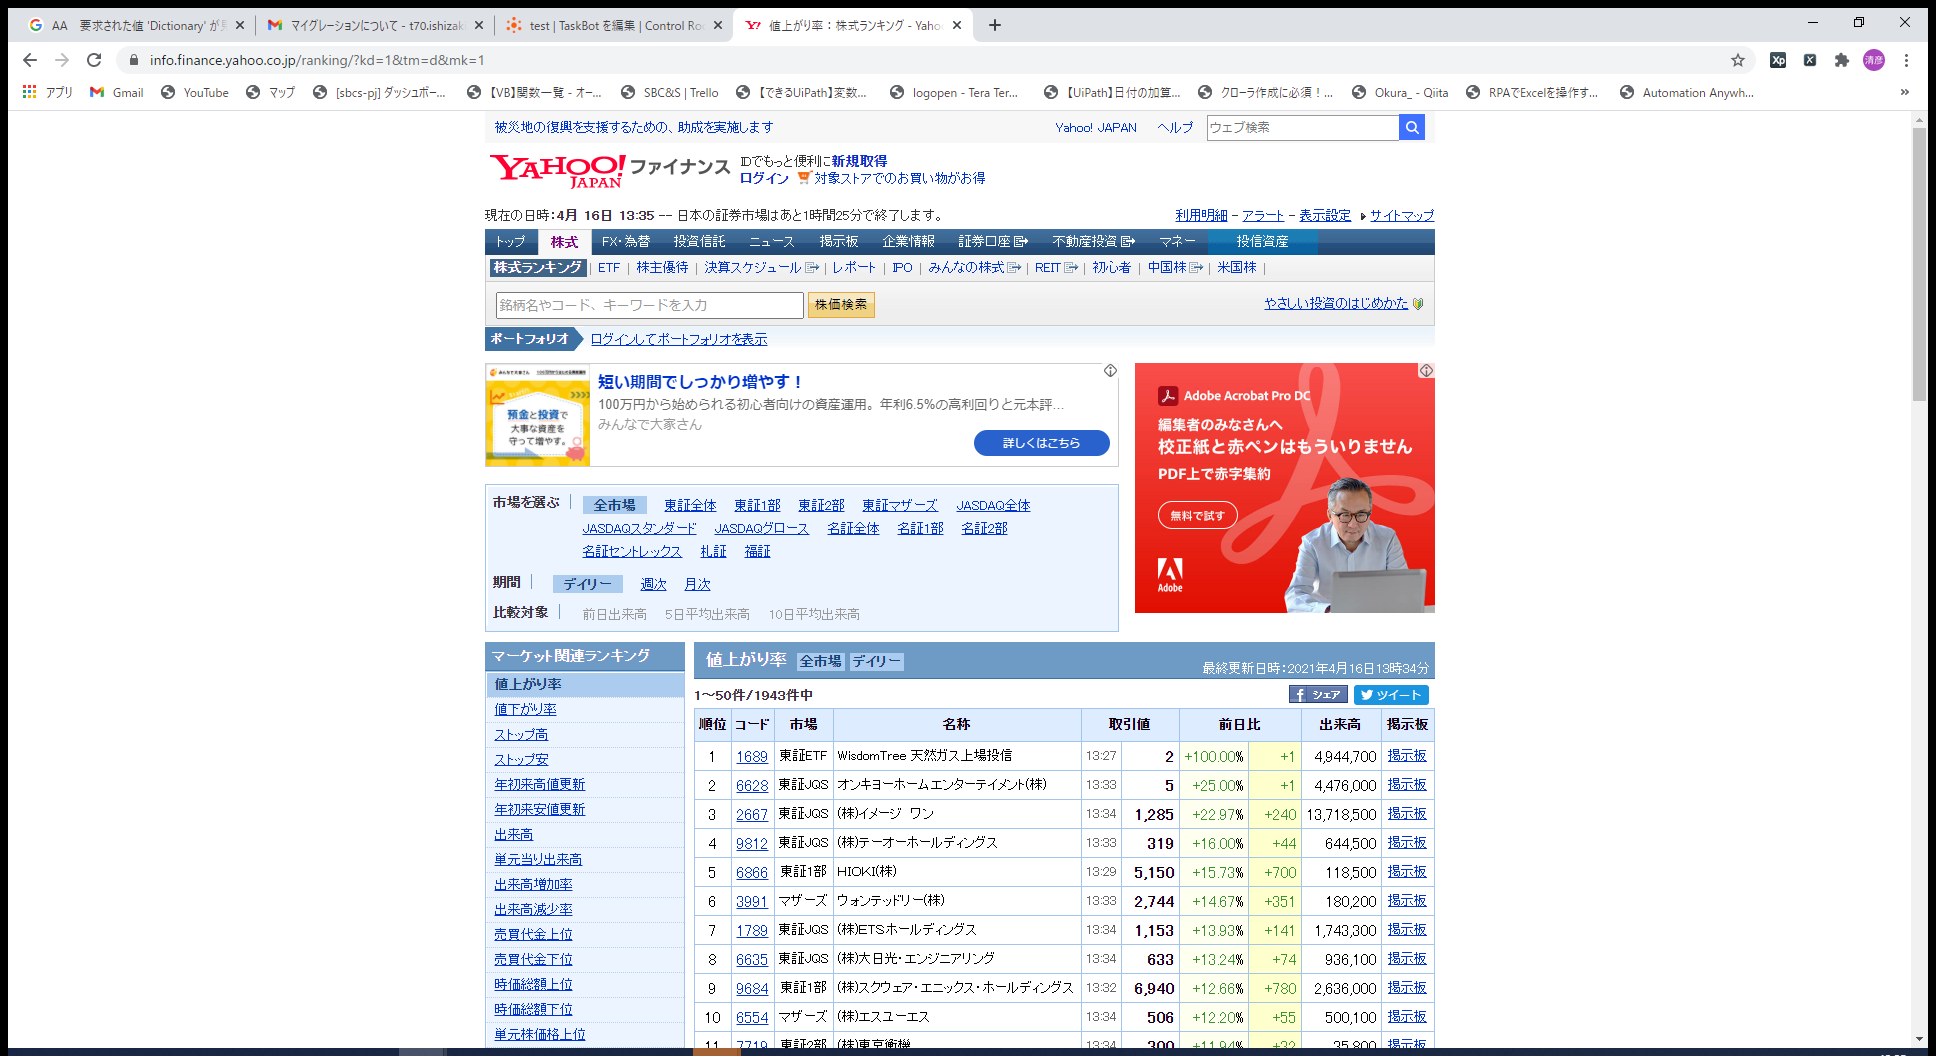 AA 要求された値 'Dictionary' が見
マイグレーションについて - t70.ishizak
test | TaskBot を編集 | Control Ro
値上がり率：株式ランキング - Yaho
info.finance.yahoo.co.jp/ranking/?kd=1&tm=d&mk=1
Xp
清彦
アプリ
Gmail
YouTube
マップ
[sbcs-pj] ダッシュボー...
【VB】関数一覧 - オー...
SBC&S | Trello
【できるUiPath】変数...
logopen - Tera Ter...
【UiPath】日付の加算...
クローラ作成に必須！...
Okura_ - Qiita
RPAでExcelを操作す...
Automation Anywh...
»
被災地の復興を支援するための、助成を実施します
Yahoo! JAPAN ヘルプ
ウェブ検索
YAHOO! JAPAN ファイナンス
IDでもっと便利に新規取得
ログイン 対象ストアでのお買い物がお得
現在の日時：4月 16日 13:35 -- 日本の証券市場はあと1時間25分で終了します。
利用明細 - アラート - 表示設定 サイトマップ
トップ 株式 FX・為替 投資信託 ニュース 掲示板 企業情報 証券口座 不動産投資 マネー 投信資産
株式ランキング | ETF | 株主優待 | 決算スケジュール | レポート | IPO | みんなの株式 | REIT | 初心者 | 中国株 | 米国株 |
銘柄名やコード、キーワードを入力 株価検索
やさしい投資のはじめかた
ポートフォリオ ログインしてポートフォリオを表示
みんなで大家さん
預金と投資で
大事な資産を
守って増やす。
短い期間でしっかり増やす！
100万円から始められる初心者向けの資産運用。年利6.5%の高利回りと元本評...
みんなで大家さん
詳しくはこちら
Adobe Acrobat Pro DC
編集者のみなさんへ
校正紙と赤ペンはもういりません
PDF上で赤字集約
無料で試す
Adobe
市場を選ぶ 全市場 東証全体 東証1部 東証2部 東証マザーズ JASDAQ全体
JASDAQスタンダード JASDAQグロース 名証全体 名証1部 名証2部
名証セントレックス 札証 福証
期間 デイリー 週次 月次
比較対象 前日出来高 5日平均出来高 10日平均出来高
マーケット関連ランキング
値上がり率
値下がり率
ストップ高
ストップ安
年初来高値更新
年初来安値更新
出来高
単元当り出来高
出来高増加率
出来高減少率
売買代金上位
売買代金下位
時価総額上位
時価総額下位
単元株価格上位
値上がり率 全市場 デイリー
最終更新日時：2021年4月16日13時34分
1～50件/1943件中
シェア ツイート
順位 コード 市場 名称 取引値 前日比 出来高 掲示板
1 1689 東証ETF WisdomTree 天然ガス上場投信 13:27 2 +100.00% +1 4,944,700 掲示板
2 6628 東証JQS オンキヨーホームエンターテイメント(株) 13:33 5 +25.00% +1 4,476,000 掲示板
3 2667 東証JQS (株)イメージ ワン 13:34 1,285 +22.97% +240 13,718,500 掲示板
4 9812 東証JQS (株)テーオーホールディングス 13:33 319 +16.00% +44 644,500 掲示板
5 6866 東証1部 HIOKI(株) 13:29 5,150 +15.73% +700 118,500 掲示板
6 3991 マザーズ ウォンテッドリー(株) 13:33 2,744 +14.67% +351 180,200 掲示板
7 1789 東証JQS (株)ETSホールディングス 13:34 1,153 +13.93% +141 1,743,300 掲示板
8 6635 東証JQS (株)大日光・エンジニアリング 13:34 633 +13.24% +74 936,100 掲示板
9 9684 東証1部 (株)スクウェア・エニックス・ホールディングス 13:32 6,940 +12.66% +780 2,636,000 掲示板
10 6554 マザーズ (株)エスユーエス 13:34 506 +12.20% +55 500,100 掲示板
11 7719 東証2部 (株)東京衡機 13:34 300 +11.94% +32 35,800 掲示板